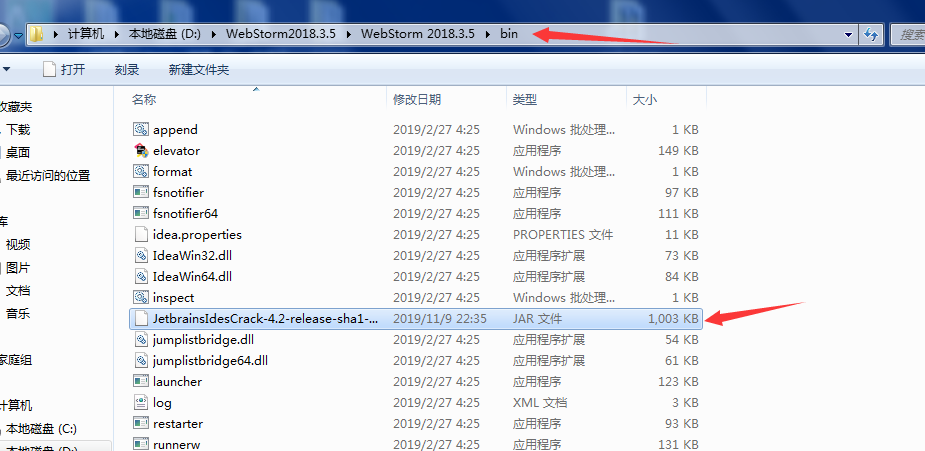 计算机 本地磁盘 (D:) WebStorm2018.3.5 WebStorm 2018.3.5 bin 搜索
打开 刻录 新建文件夹
收藏夹
下载
桌面
最近访问的位置
库
视频
图片
文档
音乐
家庭组
计算机
本地磁盘 (C:)
本地磁盘 (D:)
名称 修改日期 类型 大小
append 2019/2/27 4:25 Windows 批处理... 1 KB
elevator 2019/2/27 4:25 应用程序 149 KB
format 2019/2/27 4:25 Windows 批处理... 1 KB
fsnotifier 2019/2/27 4:25 应用程序 97 KB
fsnotifier64 2019/2/27 4:25 应用程序 111 KB
idea.properties 2019/2/27 4:25 PROPERTIES 文件 11 KB
IdeaWin32.dll 2019/2/27 4:25 应用程序扩展 73 KB
IdeaWin64.dll 2019/2/27 4:25 应用程序扩展 84 KB
inspect 2019/2/27 4:25 Windows 批处理... 1 KB
JetbrainsIdesCrack-4.2-release-sha1-... 2019/11/9 22:35 JAR 文件 1,003 KB
jumplistbridge.dll 2019/2/27 4:25 应用程序扩展 54 KB
jumplistbridge64.dll 2019/2/27 4:25 应用程序扩展 61 KB
launcher 2019/2/27 4:25 应用程序 123 KB
log 2019/2/27 4:25 XML 文档 3 KB
restarter 2019/2/27 4:25 应用程序 93 KB
runnerw 2019/2/27 4:25 应用程序 131 KB